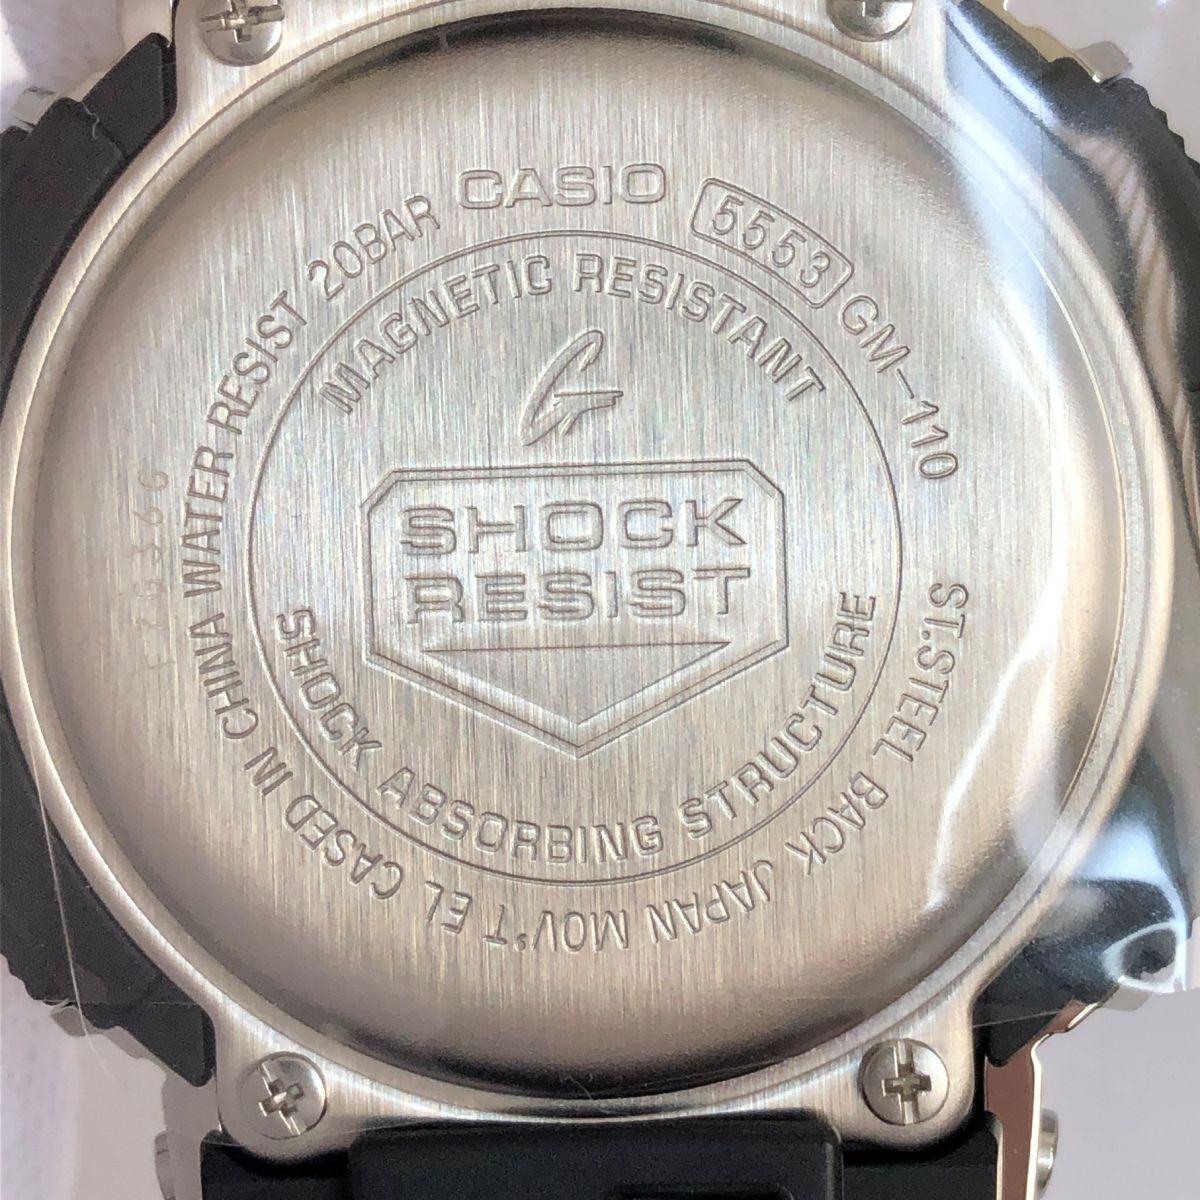 CASIO
5553
GM-110
ST.STEEL BACK JAPAN MOV'T EL CASED IN CHINA WATER RESIST 20BAR
MAGNETIC RESISTANT
G
SHOCK
RESIST
SHOCK ABSORBING STRUCTURE